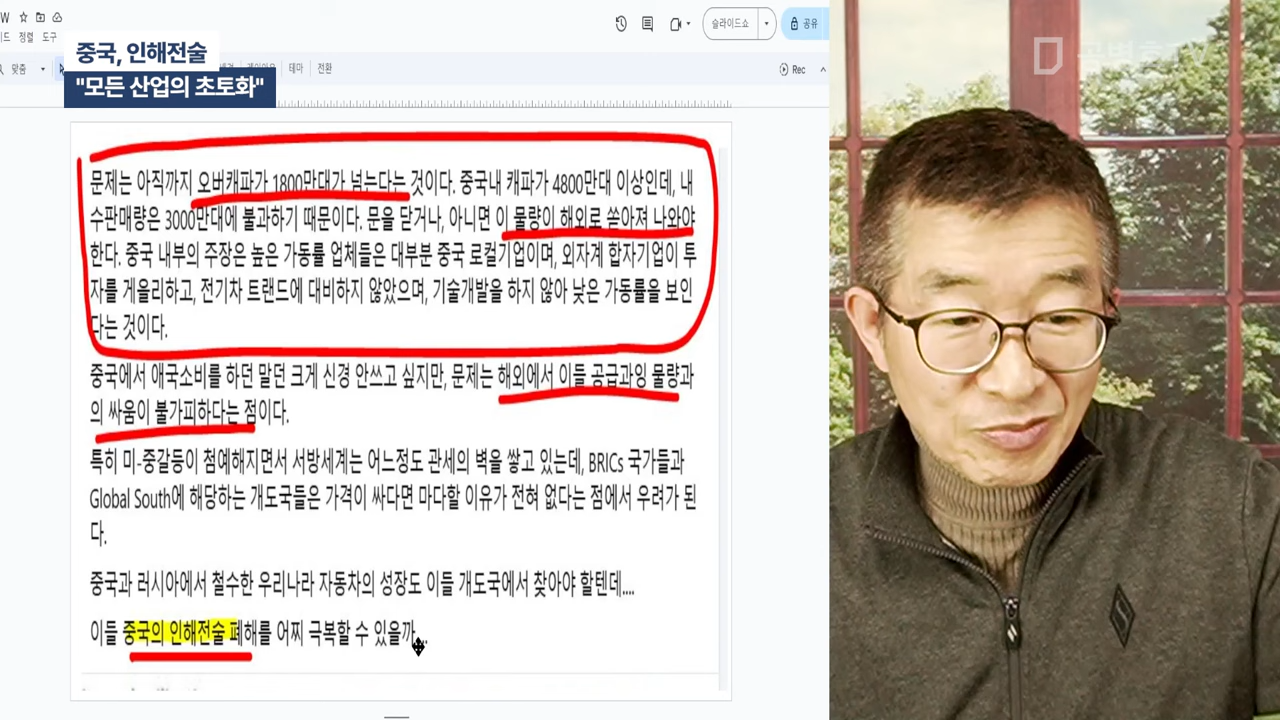 W
슬라이드쇼
공유
드 정렬 도구
중국, 인해전술
맞춤
테마
전환
Rec
"모든 산업의 초토화"
공병호TV
문제는 아직까지 오버캐파가 1800만대가 넘는다는 것이다. 중국내 캐파가 4800만대 이상인데, 내
수판매량은 3000만대에 불과하기 때문이다. 문을 닫거나, 아니면 이 물량이 해외로 쏟아져 나와야
한다. 중국 내부의 주장은 높은 가동률 업체들은 대부분 중국 로컬기업이며, 외자계 합자기업이 투
자를 게을리하고, 전기차 트랜드에 대비하지 않았으며, 기술개발을 하지 않아 낮은 가동률을 보인
다는 것이다.
중국에서 애국소비를 하던 말던 크게 신경 안쓰고 싶지만, 문제는 해외에서 이들 공급과잉 물량과
의 싸움이 불가피하다는 점이다.
특히 미-중갈등이 첨예해지면서 서방세계는 어느정도 관세의 벽을 쌓고 있는데, BRICs 국가들과
Global South에 해당하는 개도국들은 가격이 싸다면 마다할 이유가 전혀 없다는 점에서 우려가 된
다.
중국과 러시아에서 철수한 우리나라 자동차의 성장도 이들 개도국에서 찾아야 할텐데....
이들 중국의 인해전술 폐해를 어찌 극복할 수 있을까...